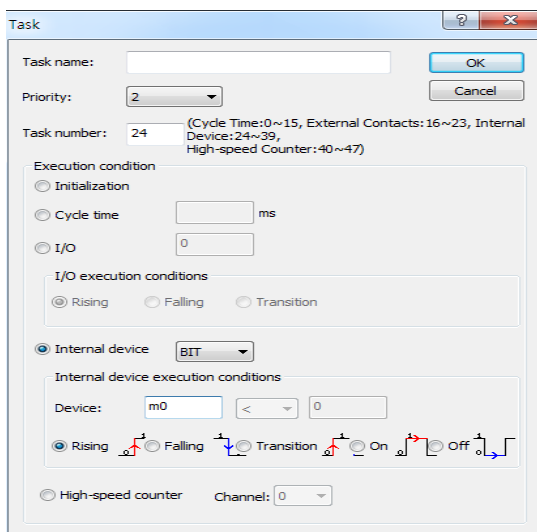 Task
Task name:
OK
Priority:
2
Cancel
Task number:
24
(Cycle Time:0~15, External Contacts:16~23, Internal
Device:24~39,
High-speed Counter:40~47)
Execution condition
Initialization
Cycle time
ms
I/O
0
I/O execution conditions
Rising Falling Transition
Internal device
BIT
Internal device execution conditions
Device:
m0
<
0
Rising Falling Transition On Off
High-speed counter
Channel: 0